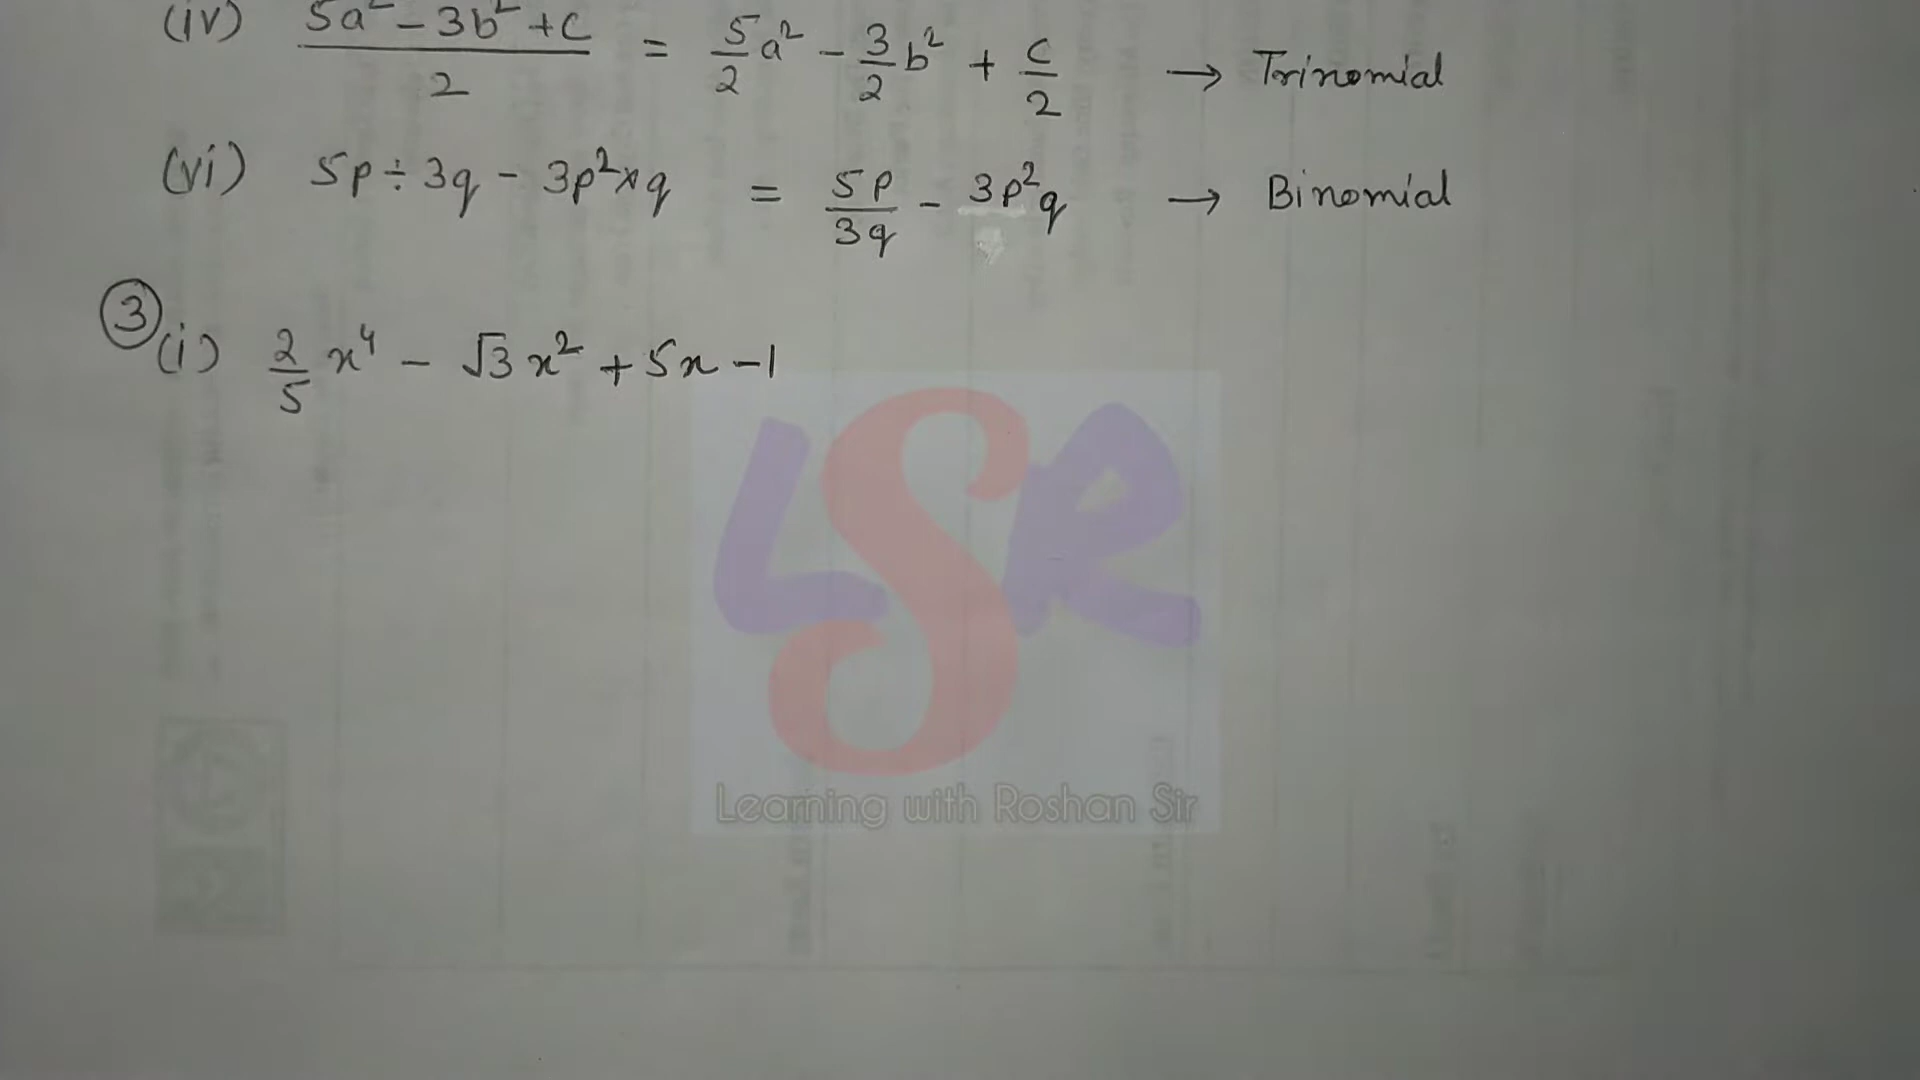 (iv) 5a² - 3b² + c / 2 = 5/2 a² - 3/2 b² + c/2 → Trinomial
(vi) 5p ÷ 3q - 3p² × q = 5p/3q - 3p²q → Binomial
③ (i) 2/5 x⁴ - √3 x² + 5x - 1
LSR
Learning with Roshan Sir